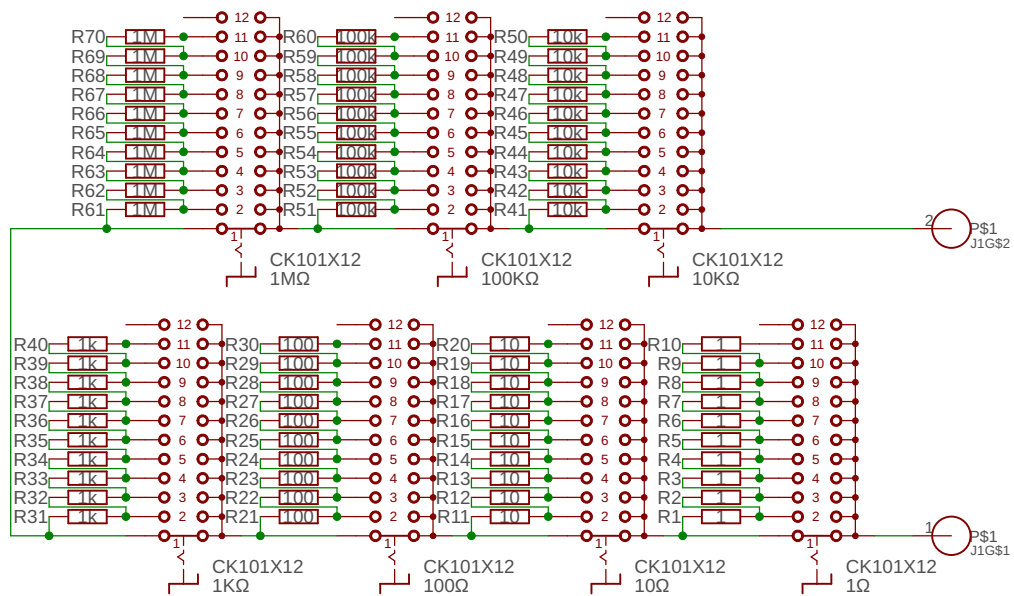 12 12 12
R70 1M 11 R60 100k 11 R50 10k 11
R69 1M 10 R59 100k 10 R49 10k 10
R68 1M 9 R58 100k 9 R48 10k 9
R67 1M 8 R57 100k 8 R47 10k 8
R66 1M 7 R56 100k 7 R46 10k 7
R65 1M 6 R55 100k 6 R45 10k 6
R64 1M 5 R54 100k 5 R44 10k 5
R63 1M 4 R53 100k 4 R43 10k 4
R62 1M 3 R52 100k 3 R42 10k 3
R61 1M 2 R51 100k 2 R41 10k 2
1 1 1 2 P$1
J1G$2
CK101X12 CK101X12 CK101X12
1MΩ 100KΩ 10KΩ
12 12 12 12
R40 1k 11 R30 100 11 R20 10 11 R10 1 11
R39 1k 10 R29 100 10 R19 10 10 R9 1 10
R38 1k 9 R28 100 9 R18 10 9 R8 1 9
R37 1k 8 R27 100 8 R17 10 8 R7 1 8
R36 1k 7 R26 100 7 R16 10 7 R6 1 7
R35 1k 6 R25 100 6 R15 10 6 R5 1 6
R34 1k 5 R24 100 5 R14 10 5 R4 1 5
R33 1k 4 R23 100 4 R13 10 4 R3 1 4
R32 1k 3 R22 100 3 R12 10 3 R2 1 3
R31 1k 2 R21 100 2 R11 10 2 R1 1 2
1 1 1 1 1 P$1
J1G$1
CK101X12 CK101X12 CK101X12 CK101X12
1KΩ 100Ω 10Ω 1Ω